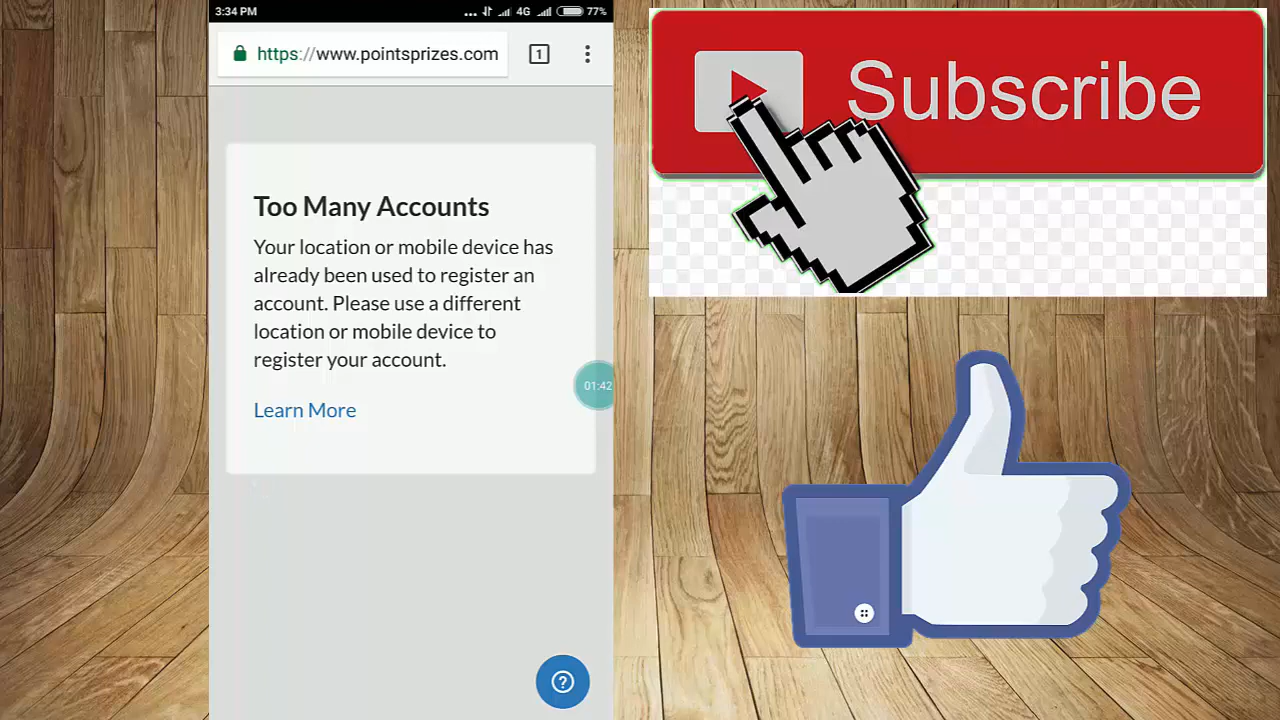 3:34 PM ... 4G 77%
https://www.pointsprizes.com 1
Subscribe
Too Many Accounts
Your location or mobile device has
already been used to register an
account. Please use a different
location or mobile device to
register your account.
01:42
Learn More
?